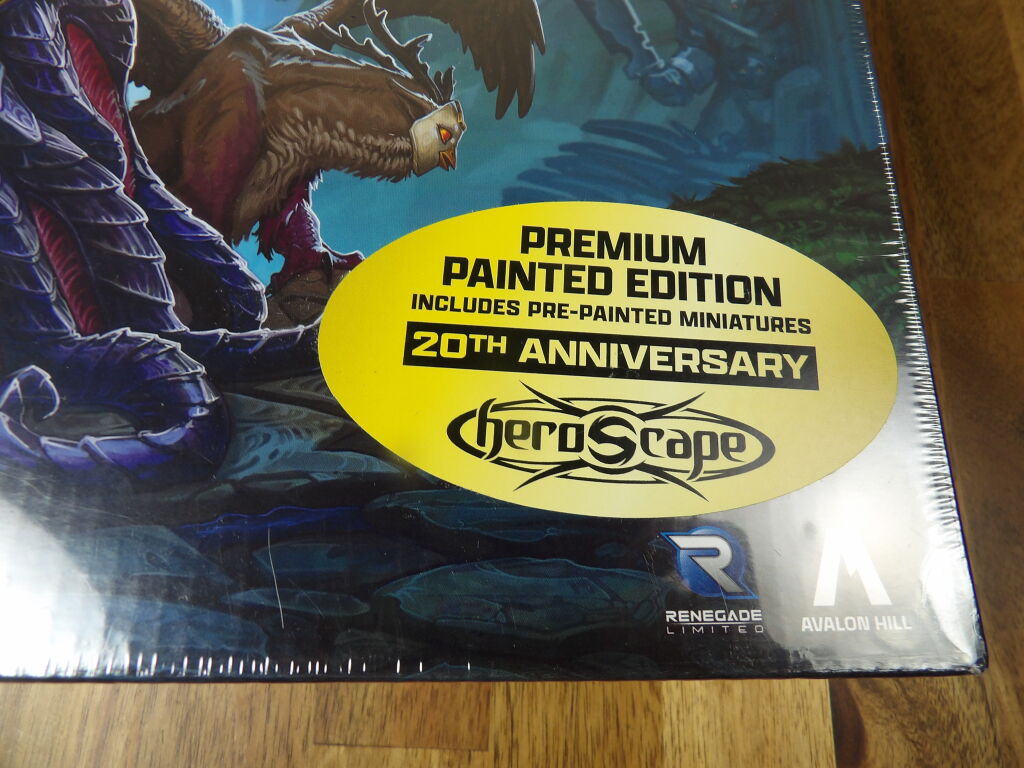 PREMIUM
PAINTED EDITION
INCLUDES PRE-PAINTED MINIATURES
20TH ANNIVERSARY
heroScape
R
RENEGADE
LIMITED
AVALON HILL